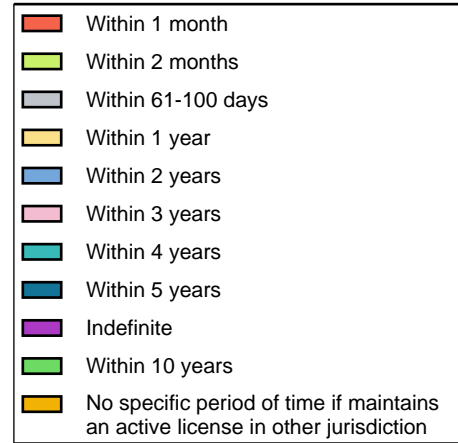 Within 1 month
Within 2 months
Within 61-100 days
Within 1 year
Within 2 years
Within 3 years
Within 4 years
Within 5 years
Indefinite
Within 10 years
No specific period of time if maintains
an active license in other jurisdiction